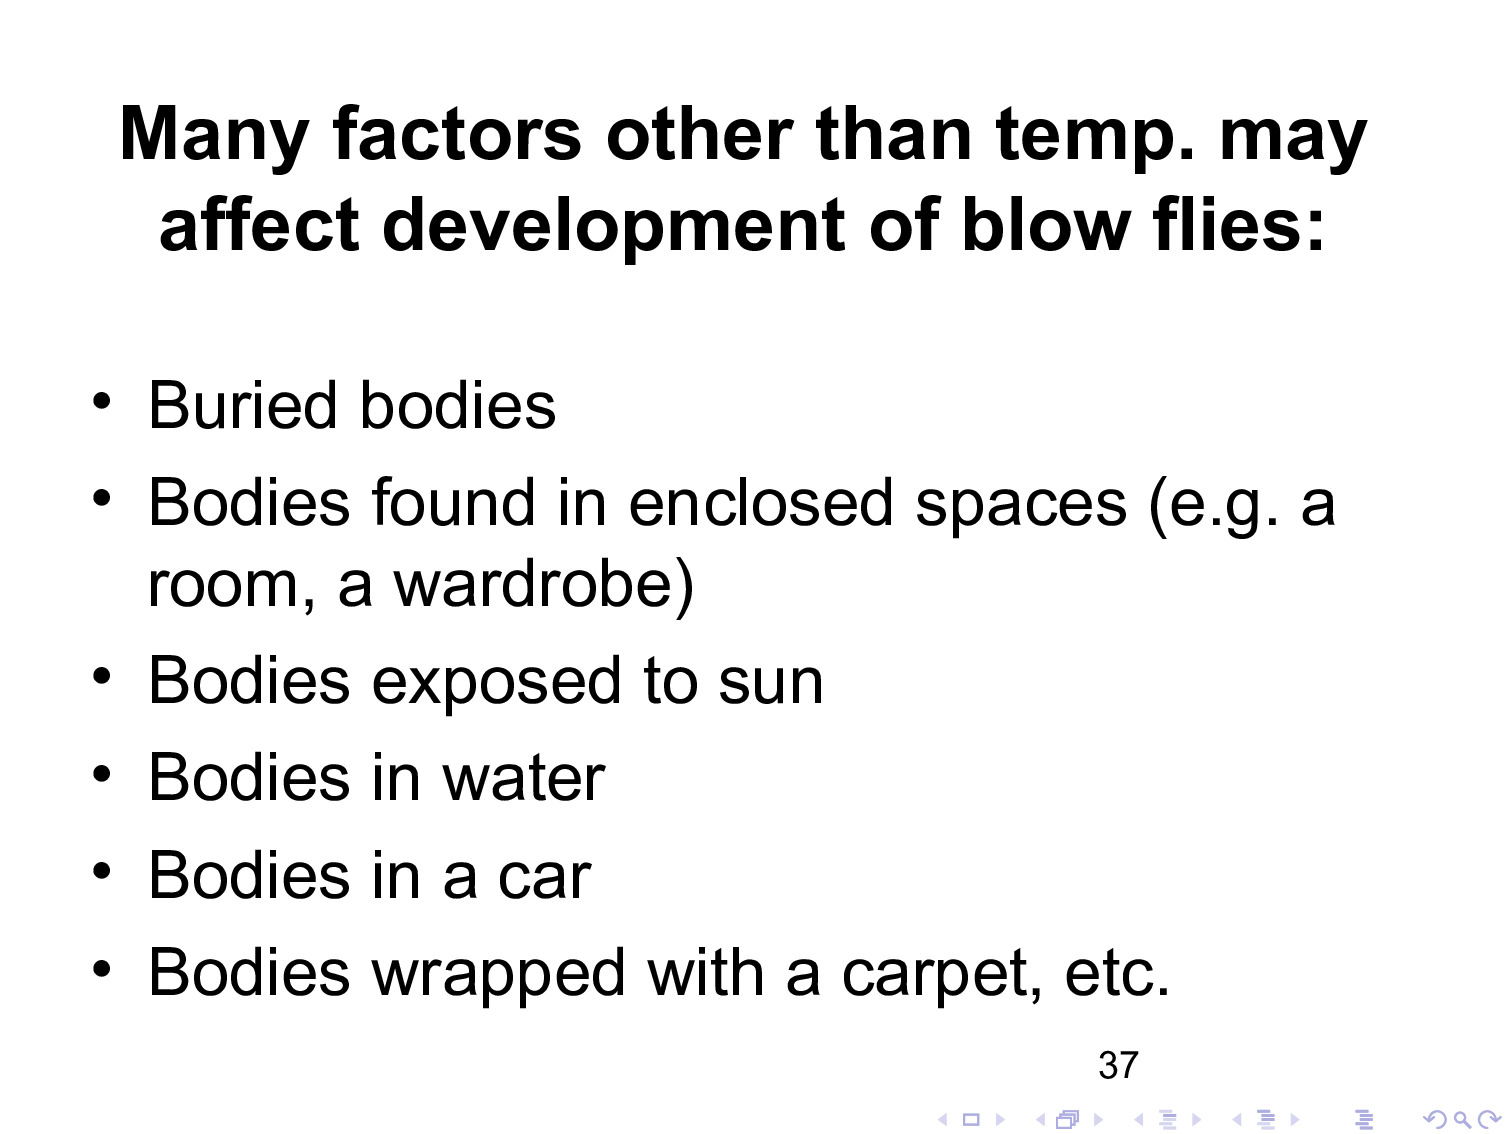 Many factors other than temp. may
affect development of blow flies:
• Buried bodies
• Bodies found in enclosed spaces (e.g. a
room, a wardrobe)
• Bodies exposed to sun
• Bodies in water
• Bodies in a car
• Bodies wrapped with a carpet, etc.
37